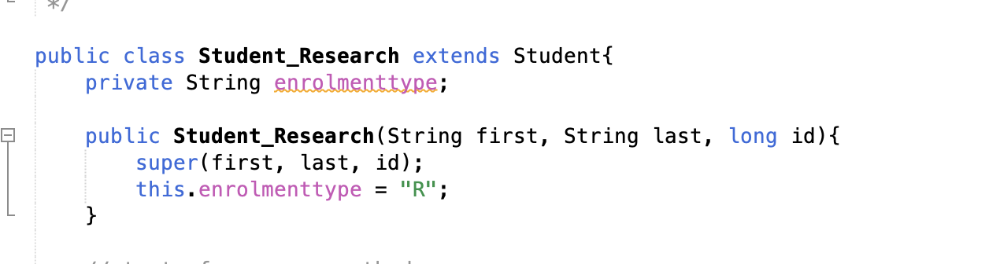 */
public class Student_Research extends Student{
private String enrolmenttype;
public Student_Research(String first, String last, long id){
super(first, last, id);
this.enrolmenttype = "R";
}